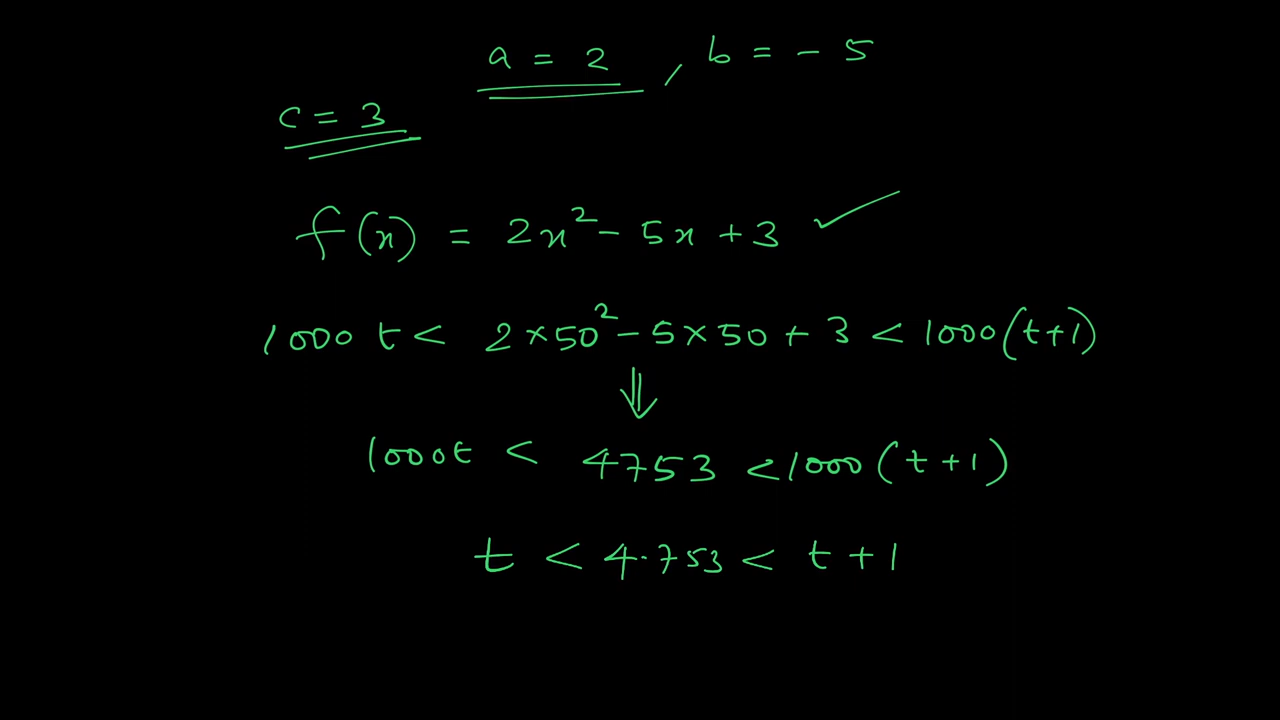 a = 2 , b = - 5
c = 3
f(x) = 2x² - 5x + 3 ✓
1000 t < 2×50² - 5×50 + 3 < 1000(t+1)
⇓
1000t < 4753 < 1000(t+1)
t < 4.753 < t+1